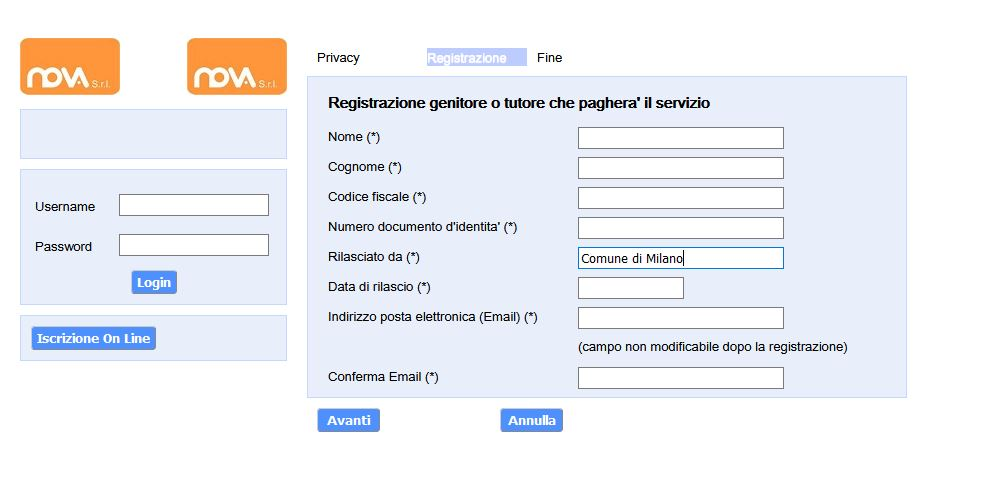 NOVA S.r.l.
NOVA S.r.l.
Username
Password
Login
Iscrizione On Line
Privacy
Registrazione
Fine
Registrazione genitore o tutore che paghera' il servizio
Nome (*)
Cognome (*)
Codice fiscale (*)
Numero documento d'identita' (*)
Rilasciato da (*) Comune di Milano
Data di rilascio (*)
Indirizzo posta elettronica (Email) (*)
(campo non modificabile dopo la registrazione)
Conferma Email (*)
Avanti
Annulla